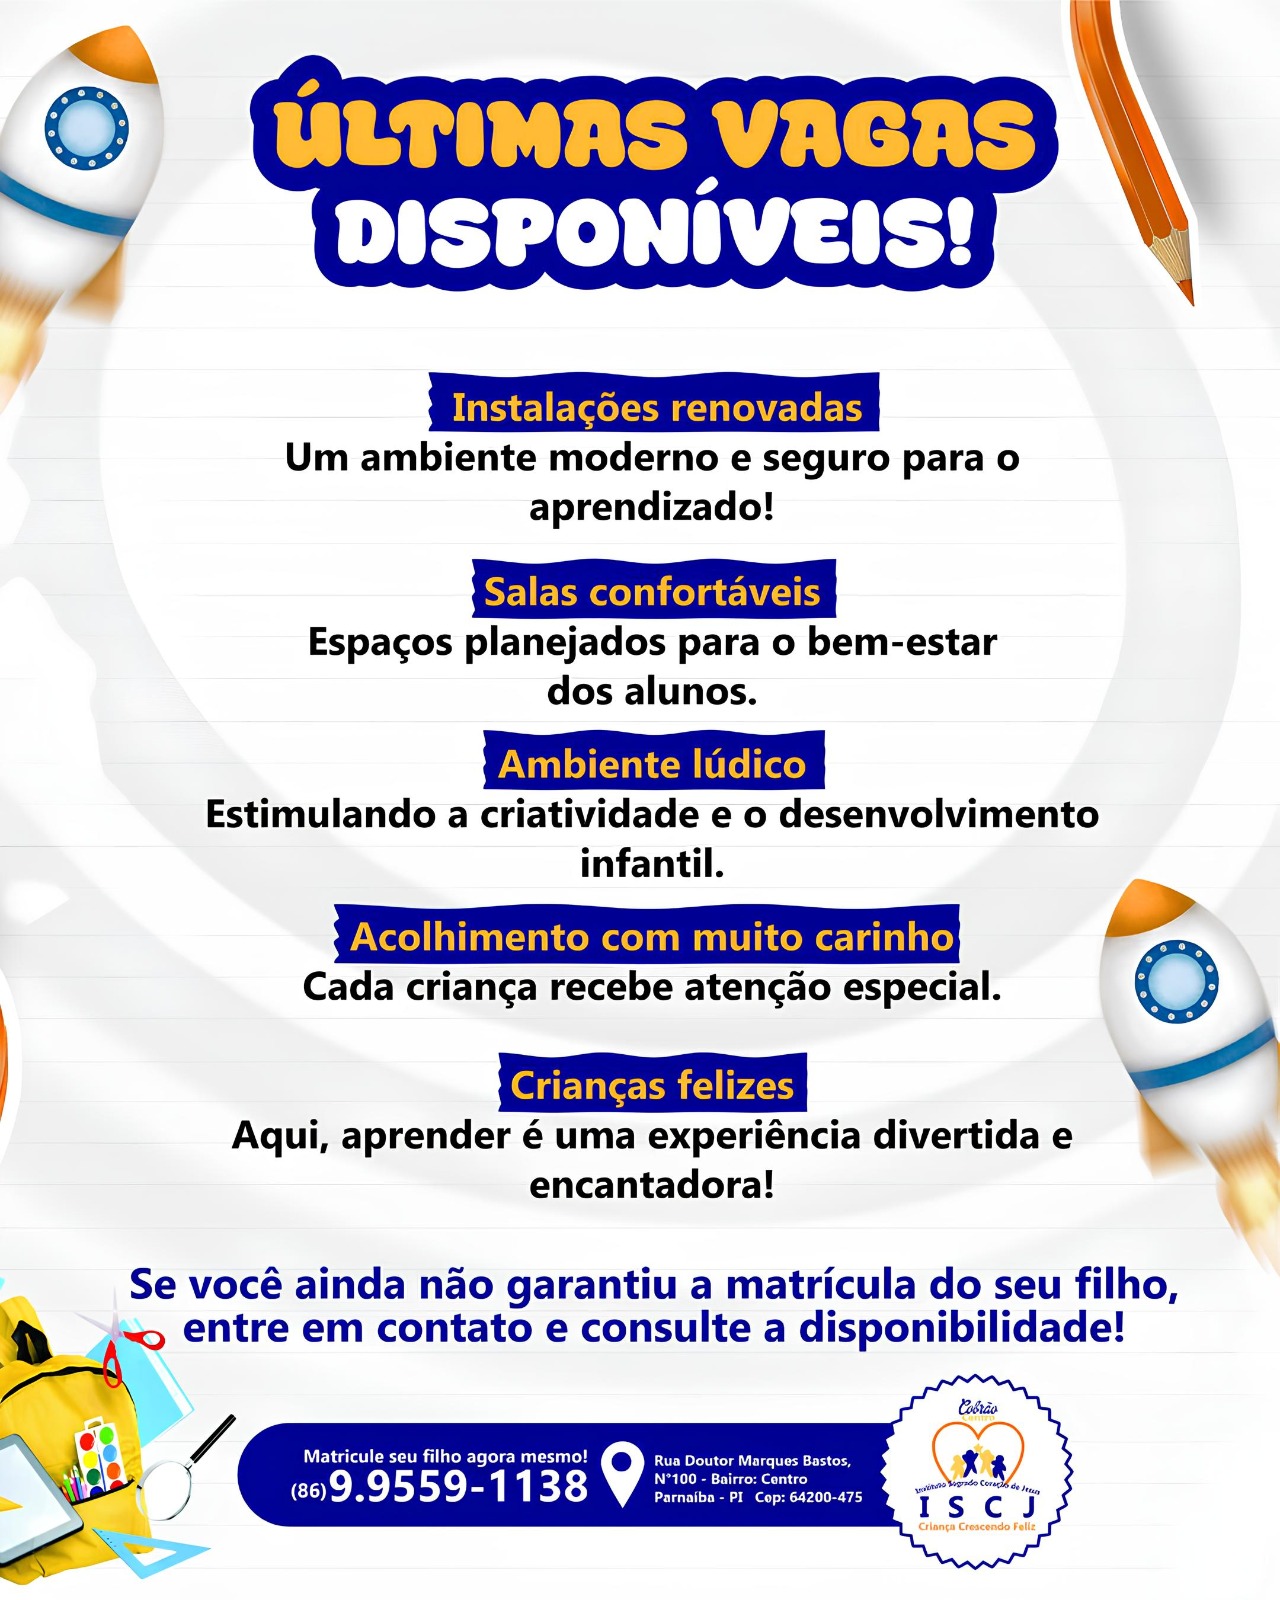 ÚLTIMAS VAGAS
DISPONÍVEIS!
Instalações renovadas
Um ambiente moderno e seguro para o
aprendizado!
Salas confortáveis
Espaços planejados para o bem-estar
dos alunos.
Ambiente lúdico
Estimulando a criatividade e o desenvolvimento
infantil.
Acolhimento com muito carinho
Cada criança recebe atenção especial.
Crianças felizes
Aqui, aprender é uma experiência divertida e
encantadora!
Se você ainda não garantiu a matrícula do seu filho,
entre em contato e consulte a disponibilidade!
Matricule seu filho agora mesmo!
(86)9.9559-1138
Rua Doutor Marques Bastos,
N°100 - Bairro: Centro
Parnaíba - PI Cep: 64200-475
Cobrão
Centro
Instituto Sagrado Coração de Jesus
I S C J
Criança Crescendo Feliz